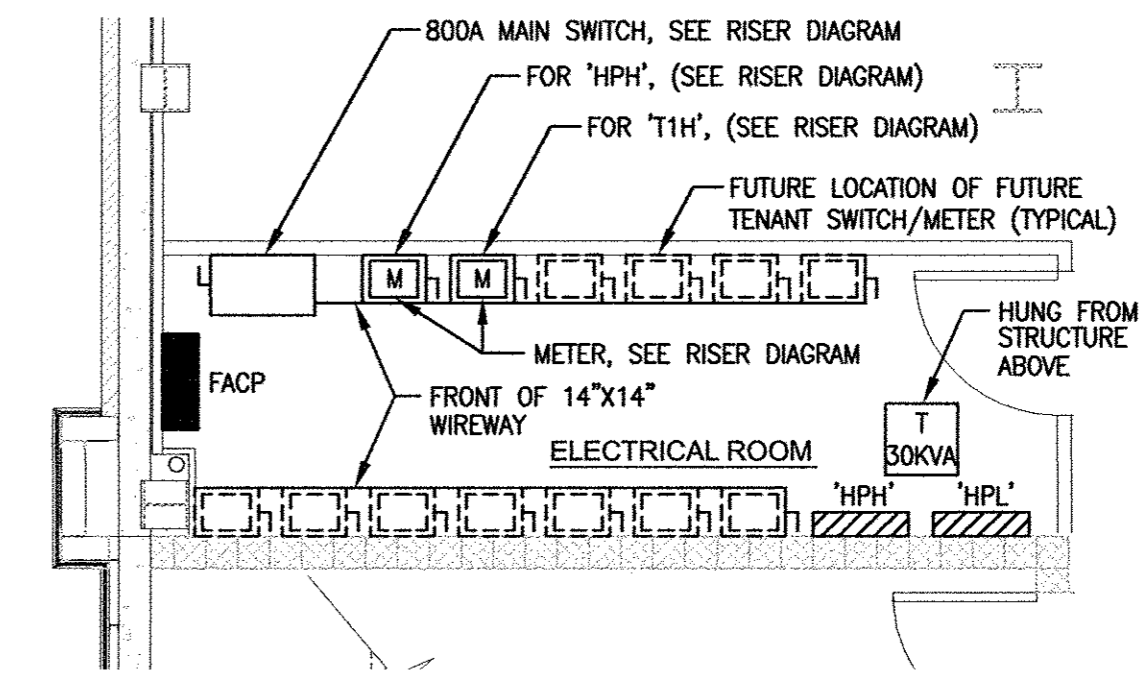 800A MAIN SWITCH, SEE RISER DIAGRAM
FOR 'HPH', (SEE RISER DIAGRAM)
FOR 'T1H', (SEE RISER DIAGRAM)
FUTURE LOCATION OF FUTURE
TENANT SWITCH/METER (TYPICAL)
M
M
HUNG FROM
STRUCTURE
ABOVE
METER, SEE RISER DIAGRAM
FACP
FRONT OF 14"X14"
WIREWAY
T
30KVA
ELECTRICAL ROOM
'HPH'
'HPL'